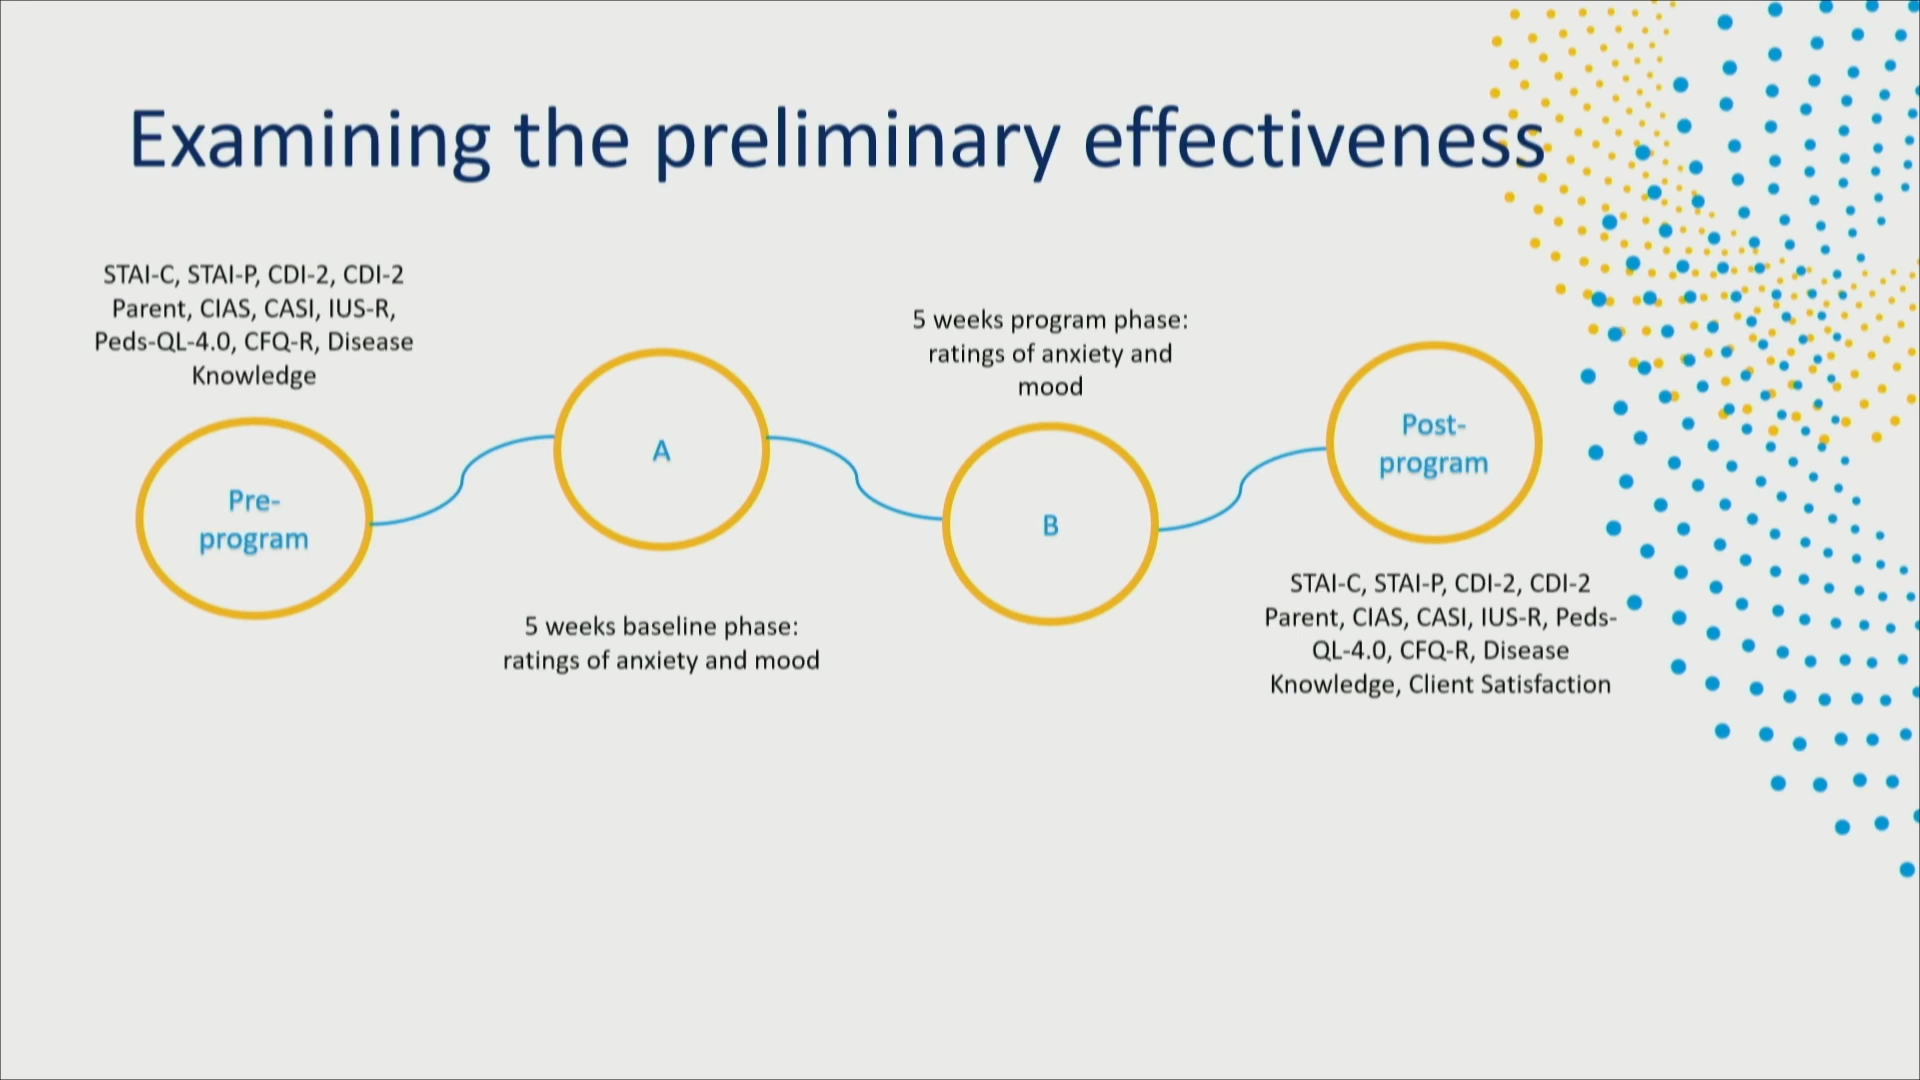 Examining the preliminary effectiveness
STAI-C, STAI-P, CDI-2, CDI-2
Parent, CIAS, CASI, IUS-R,
Peds-QL-4.0, CFQ-R, Disease
Knowledge
Pre-
program
A
5 weeks baseline phase:
ratings of anxiety and mood
5 weeks program phase:
ratings of anxiety and
mood
B
Post-
program
STAI-C, STAI-P, CDI-2, CDI-2
Parent, CIAS, CASI, IUS-R, Peds-
QL-4.0, CFQ-R, Disease
Knowledge, Client Satisfaction